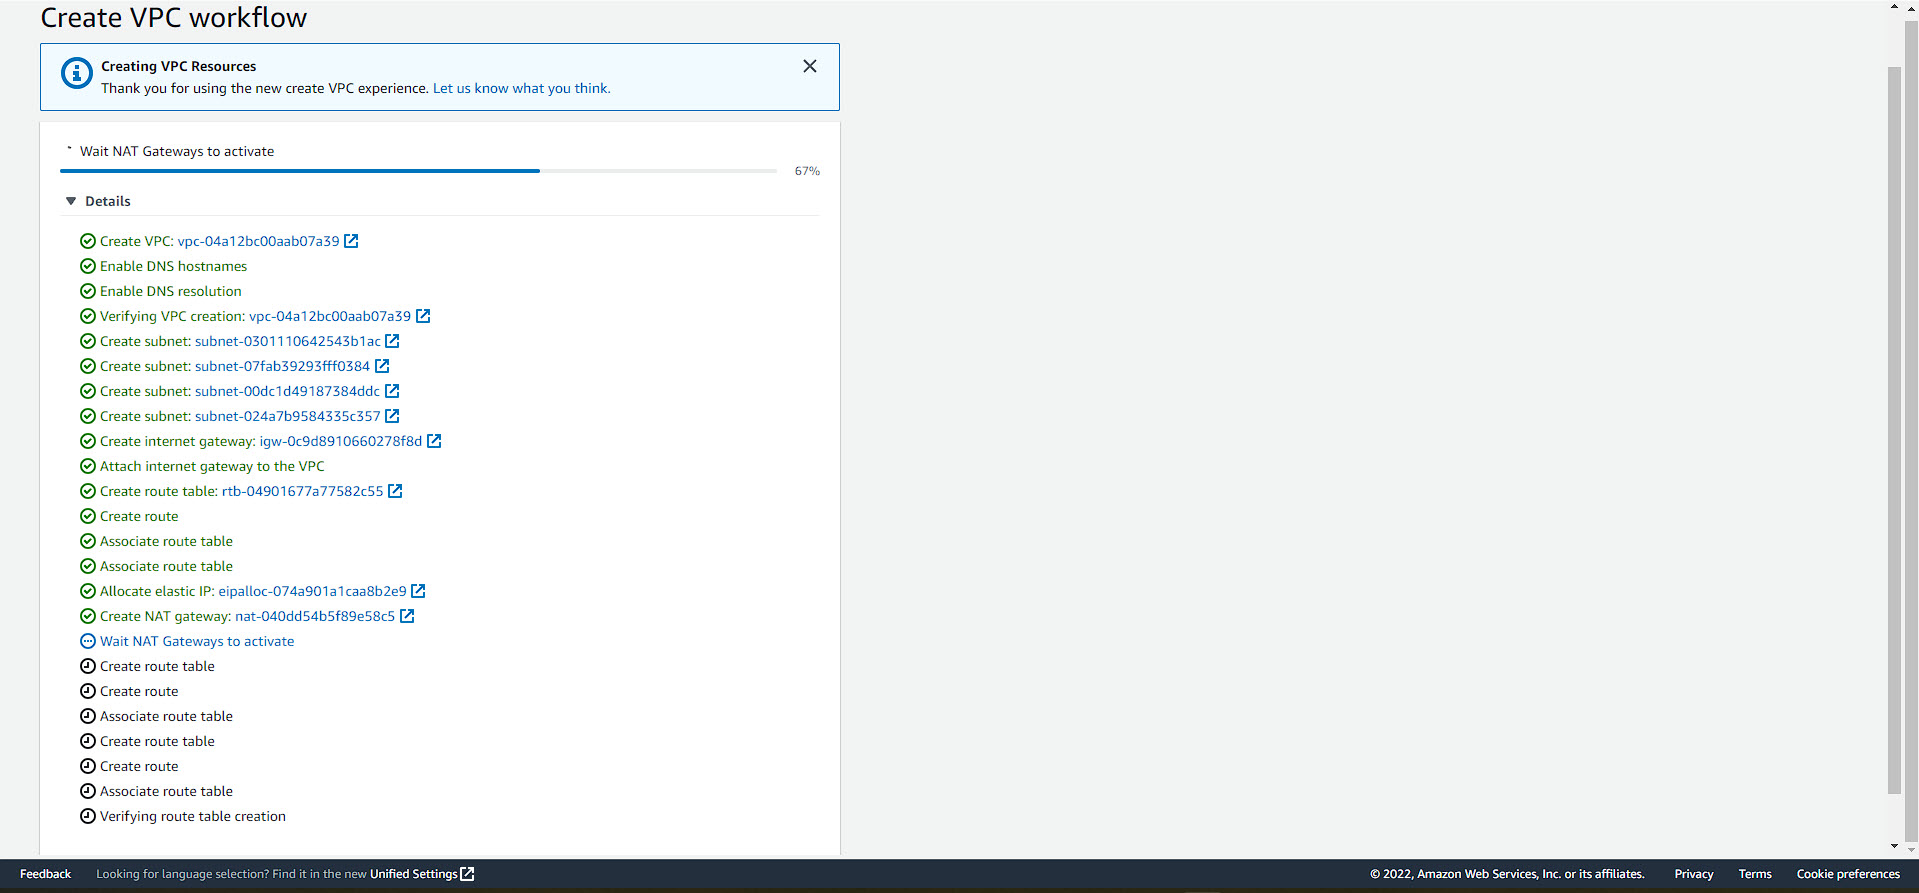 Create VPC workflow
Creating VPC Resources
Thank you for using the new create VPC experience. Let us know what you think.
Wait NAT Gateways to activate
67%
Details
Create VPC: vpc-04a12bc00aab07a39
Enable DNS hostnames
Enable DNS resolution
Verifying VPC creation: vpc-04a12bc00aab07a39
Create subnet: subnet-0301110642543b1ac
Create subnet: subnet-07fab39293fff0384
Create subnet: subnet-00dc1d49187384ddc
Create subnet: subnet-024a7b9584335c357
Create internet gateway: igw-0c9d8910660278f8d
Attach internet gateway to the VPC
Create route table: rtb-04901677a77582c55
Create route
Associate route table
Associate route table
Allocate elastic IP: eipalloc-074a901a1caa8b2e9
Create NAT gateway: nat-040dd54b5f89e58c5
Wait NAT Gateways to activate
Create route table
Create route
Associate route table
Create route table
Create route
Associate route table
Verifying route table creation
Feedback Looking for language selection? Find it in the new Unified Settings © 2022, Amazon Web Services, Inc. or its affiliates. Privacy Terms Cookie preferences